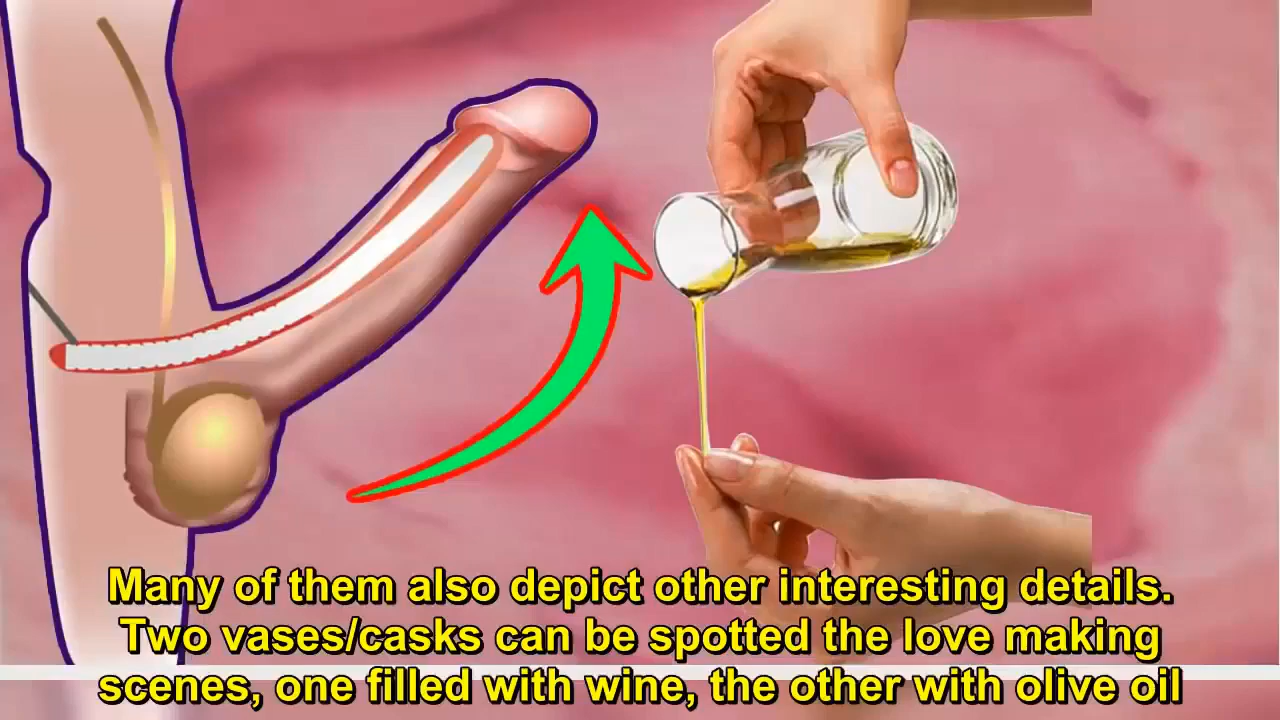 Many of them also depict other interesting details.
Two vases/casks can be spotted the love making
scenes, one filled with wine, the other with olive oil